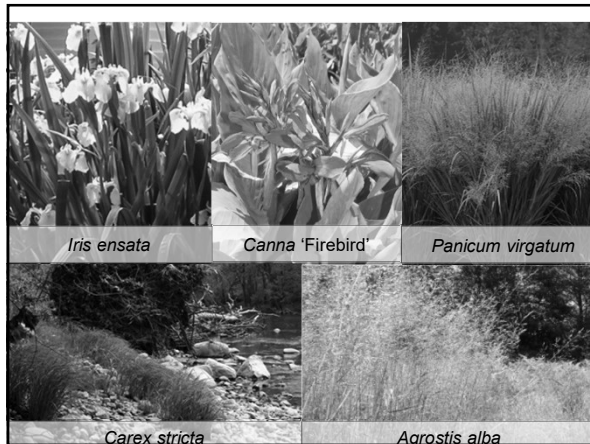 Iris ensata
Canna ‘Firebird’
Panicum virgatum
Carex stricta
Agrostis alba